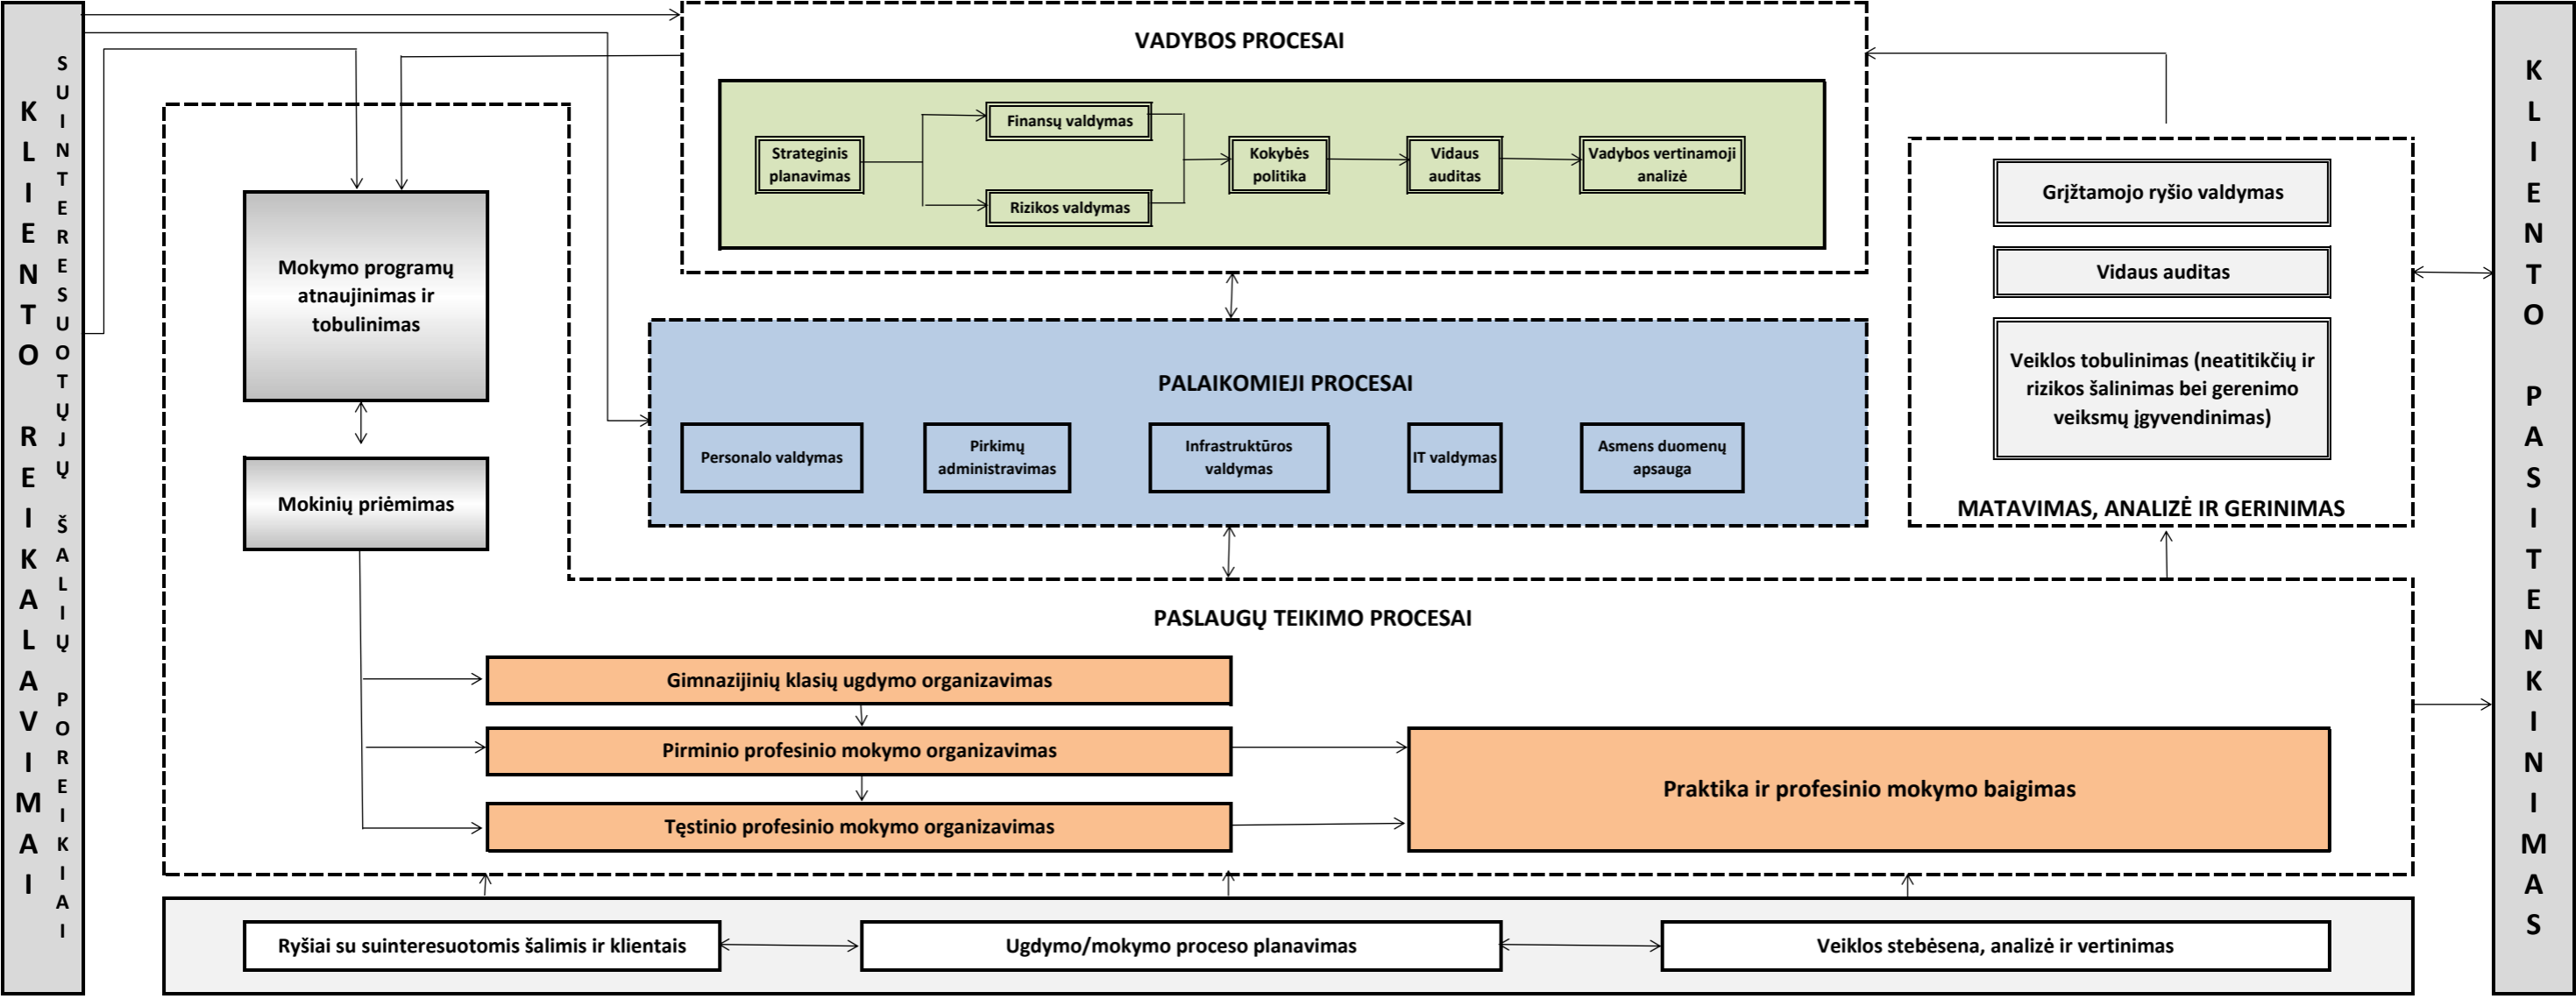 KLIENTO REIKALAVIMAI
SUINTERESUOTŲJŲ ŠALIŲ POREIKIAI
VADYBOS PROCESAI
Strateginis
planavimas
Finansų valdymas
Rizikos valdymas
Kokybės
politika
Vidaus
auditas
Vadybos vertinamoji
analizė
Mokymo programų
atnaujinimas ir
tobulinimas
Mokinių priėmimas
PALAIKOMIEJI PROCESAI
Personalo valdymas
Pirkimų
administravimas
Infrastruktūros
valdymas
IT valdymas
Asmens duomenų
apsauga
Grįžtamojo ryšio valdymas
Vidaus auditas
Veiklos tobulinimas (neatitikčių ir
rizikos šalinimas bei gerenimo
veiksmų įgyvendinimas)
MATAVIMAS, ANALIZĖ IR GERINIMAS
PASLAUGŲ TEIKIMO PROCESAI
Gimnazijinių klasių ugdymo organizavimas
Pirminio profesinio mokymo organizavimas
Tęstinio profesinio mokymo organizavimas
Praktika ir profesinio mokymo baigimas
Ryšiai su suinteresuotomis šalimis ir klientais
Ugdymo/mokymo proceso planavimas
Veiklos stebėsena, analizė ir vertinimas
KLIENTO PASITENKINIMAS